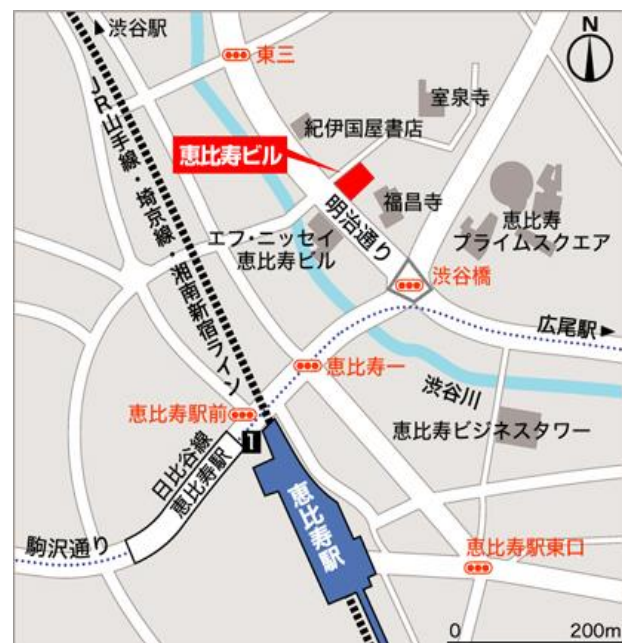 渋谷駅
東三
N
室泉寺
紀伊国屋書店
恵比寿ビル
JR山手線・埼京線・湘南新宿ライン
明治通り
福昌寺
エフ・ニッセイ
恵比寿ビル
恵比寿
プライムスクエア
渋谷橋
広尾駅
恵比寿一
渋谷川
恵比寿駅前
1
恵比寿ビジネスタワー
日比谷線
恵比寿駅
恵比寿駅
駒沢通り
恵比寿駅東口
0 200m